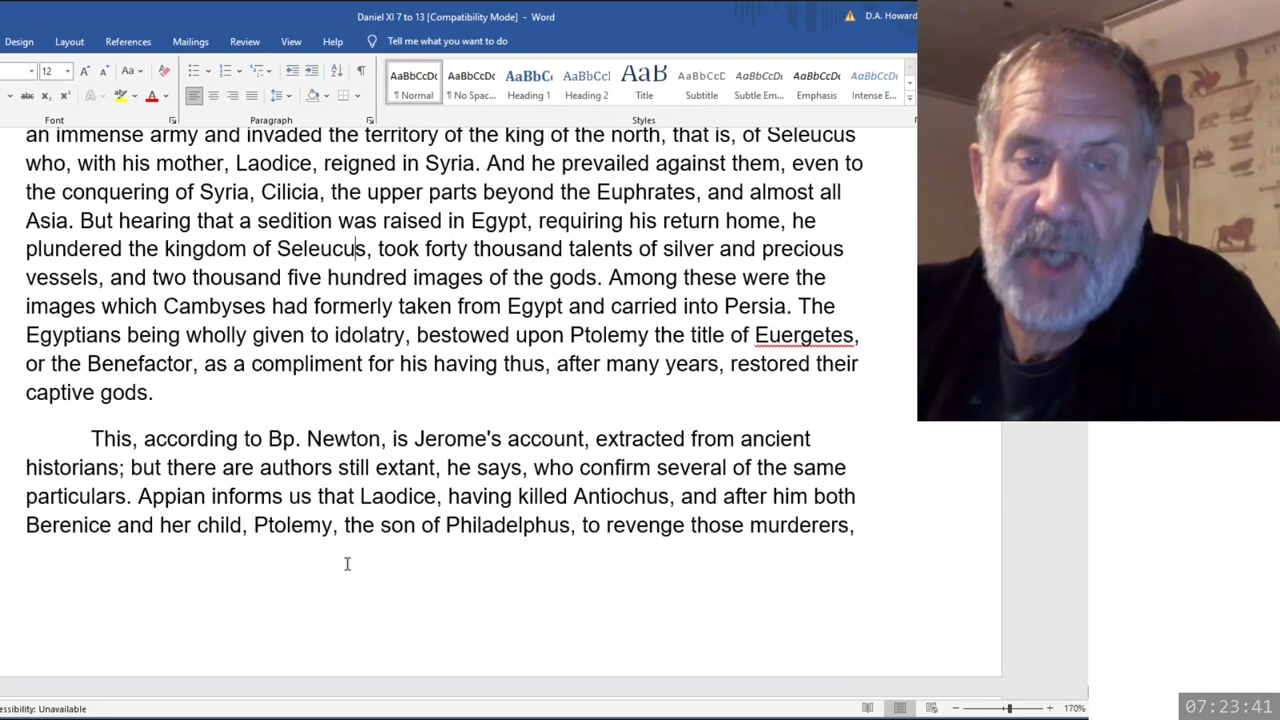 Daniel XI 7 to 13 [Compatibility Mode] - Word
D.A. Howard
Design Layout References Mailings Review View Help Tell me what you want to do
12 Aa
AaBbCcDc AaBbCcDc AaBbC AaBbCcC AaB AaBbCcD AaBbCcDc AaBbCcDc AaBbCcDc
¶ Normal ¶ No Spac... Heading 1 Heading 2 Title Subtitle Subtle Em... Emphasis Intense E...
Font Paragraph Styles
an immense army and invaded the territory of the king of the north, that is, of Seleucus
who, with his mother, Laodice, reigned in Syria. And he prevailed against them, even to
the conquering of Syria, Cilicia, the upper parts beyond the Euphrates, and almost all
Asia. But hearing that a sedition was raised in Egypt, requiring his return home, he
plundered the kingdom of Seleucus, took forty thousand talents of silver and precious
vessels, and two thousand five hundred images of the gods. Among these were the
images which Cambyses had formerly taken from Egypt and carried into Persia. The
Egyptians being wholly given to idolatry, bestowed upon Ptolemy the title of Euergetes,
or the Benefactor, as a compliment for his having thus, after many years, restored their
captive gods.
This, according to Bp. Newton, is Jerome's account, extracted from ancient
historians; but there are authors still extant, he says, who confirm several of the same
particulars. Appian informs us that Laodice, having killed Antiochus, and after him both
Berenice and her child, Ptolemy, the son of Philadelphus, to revenge those murderers,
essibility: Unavailable
170%
07:23:41